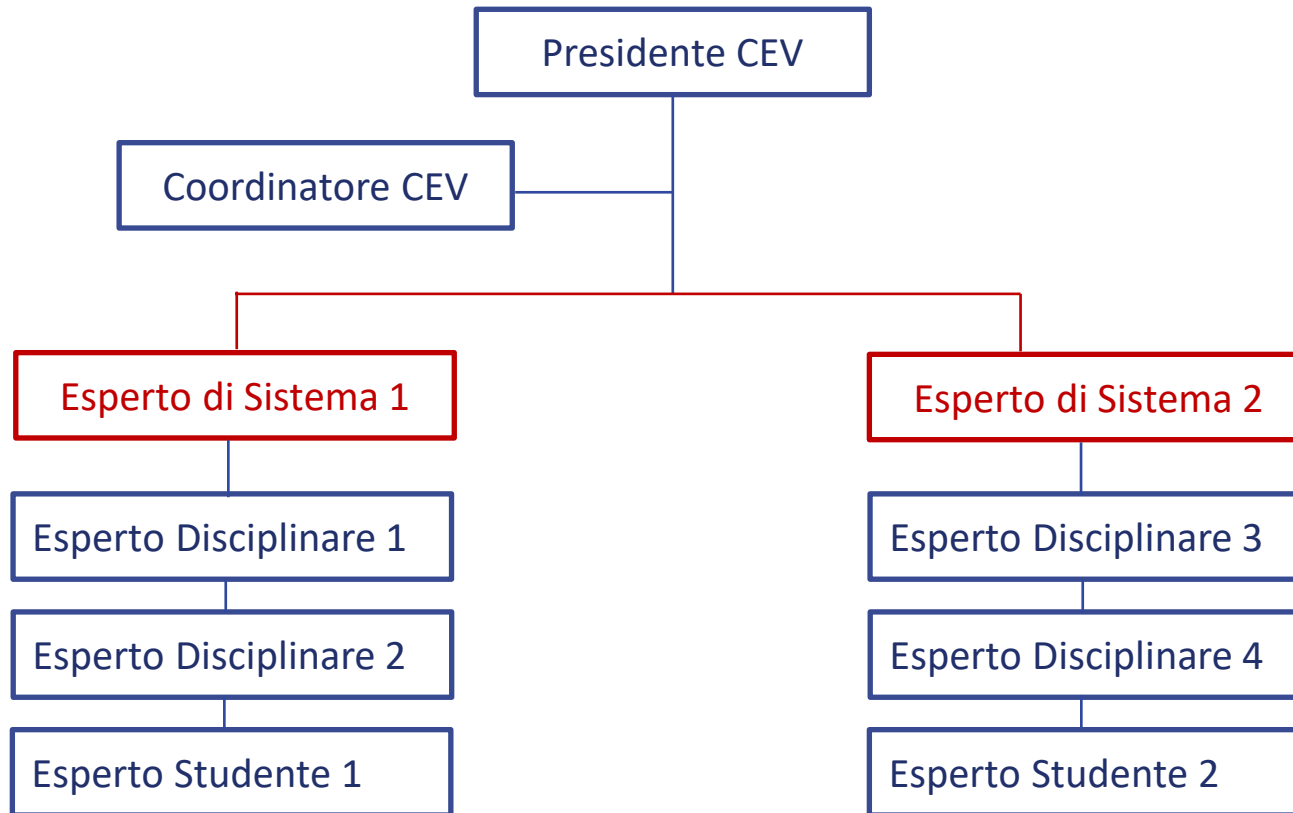 Presidente CEV
Coordinatore CEV
Esperto di Sistema 1
Esperto di Sistema 2
Esperto Disciplinare 1
Esperto Disciplinare 3
Esperto Disciplinare 2
Esperto Disciplinare 4
Esperto Studente 1
Esperto Studente 2